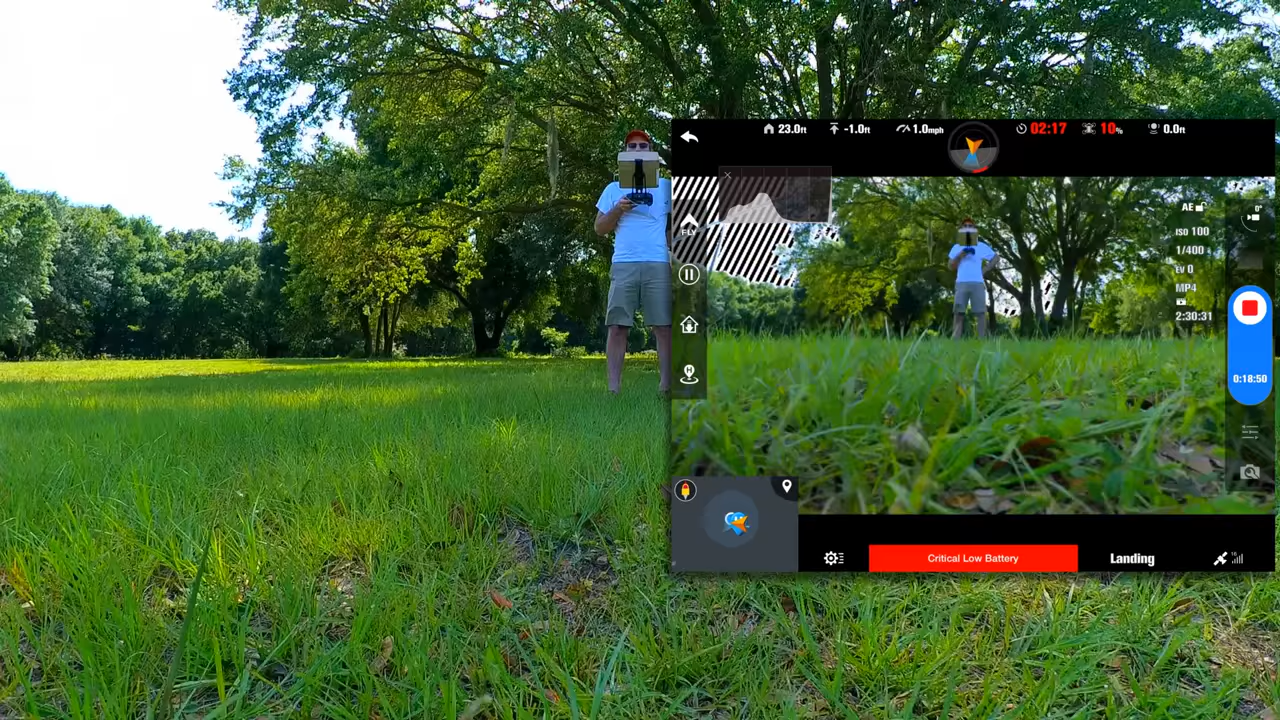 23.0ft -1.0ft 1.0mph 02:17 10% 0.0ft
AE
0°
ISO 100
FLY
1/400
EV 0
MP4
2:30:31
0:18:50
H
Critical Low Battery Landing